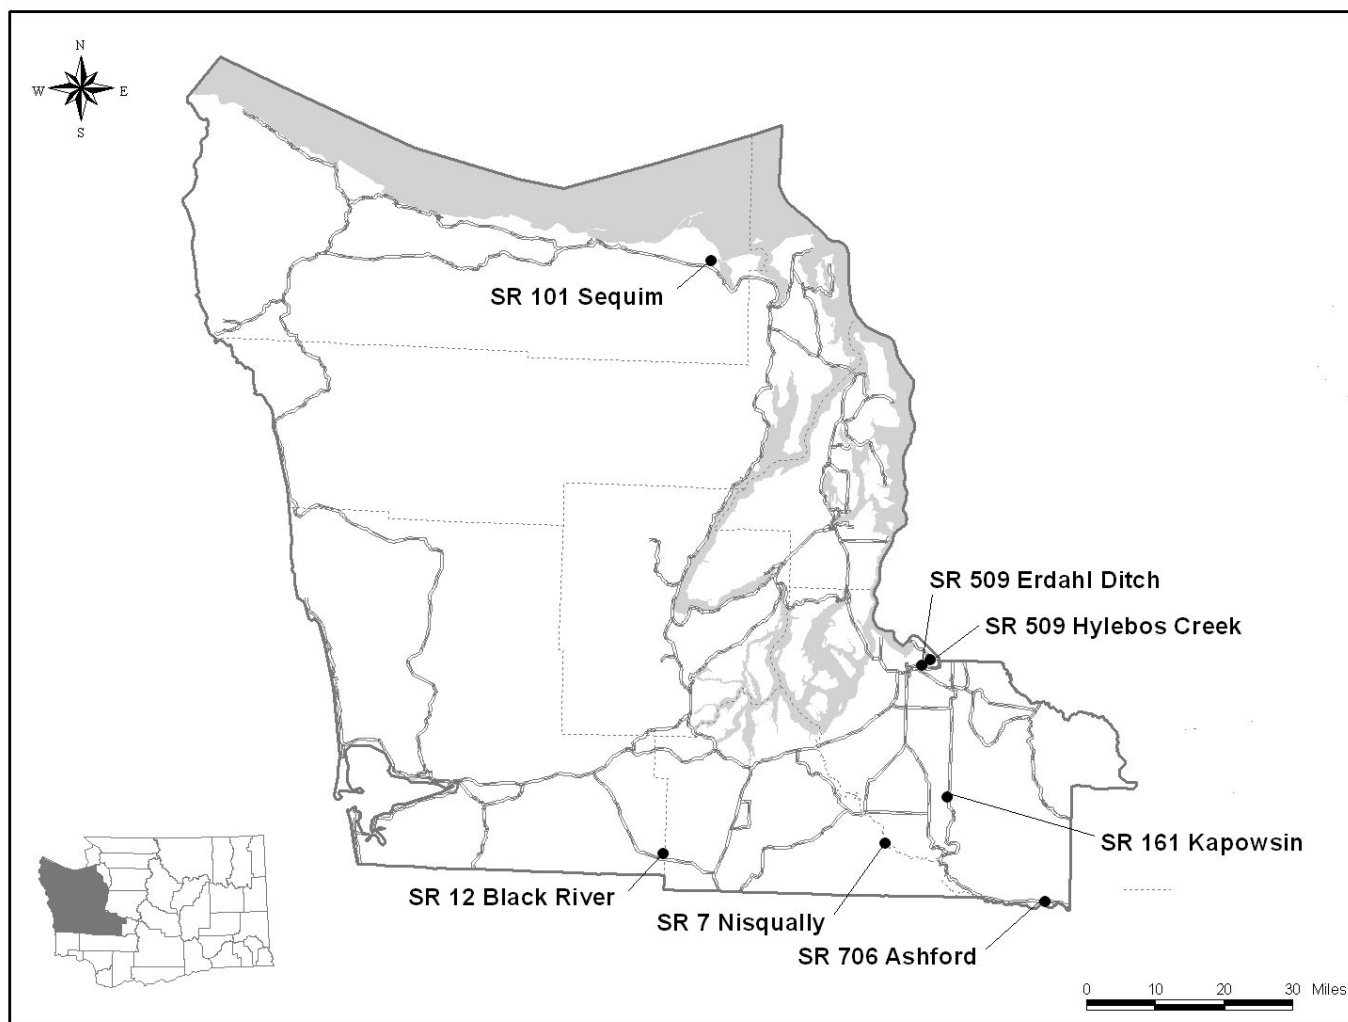 N
W E
S
SR 101 Sequim
SR 509 Erdahl Ditch
SR 509 Hylebos Creek
SR 161 Kapowsin
SR 12 Black River
SR 7 Nisqually
SR 706 Ashford
0 10 20 30 Miles